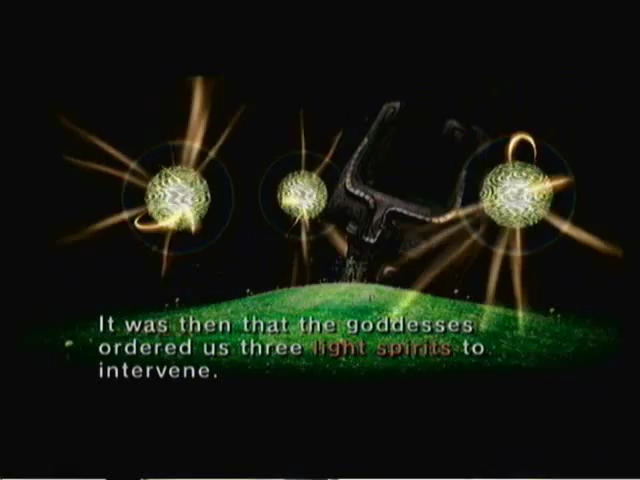 It was then that the goddesses
ordered us three light spirits to
intervene.